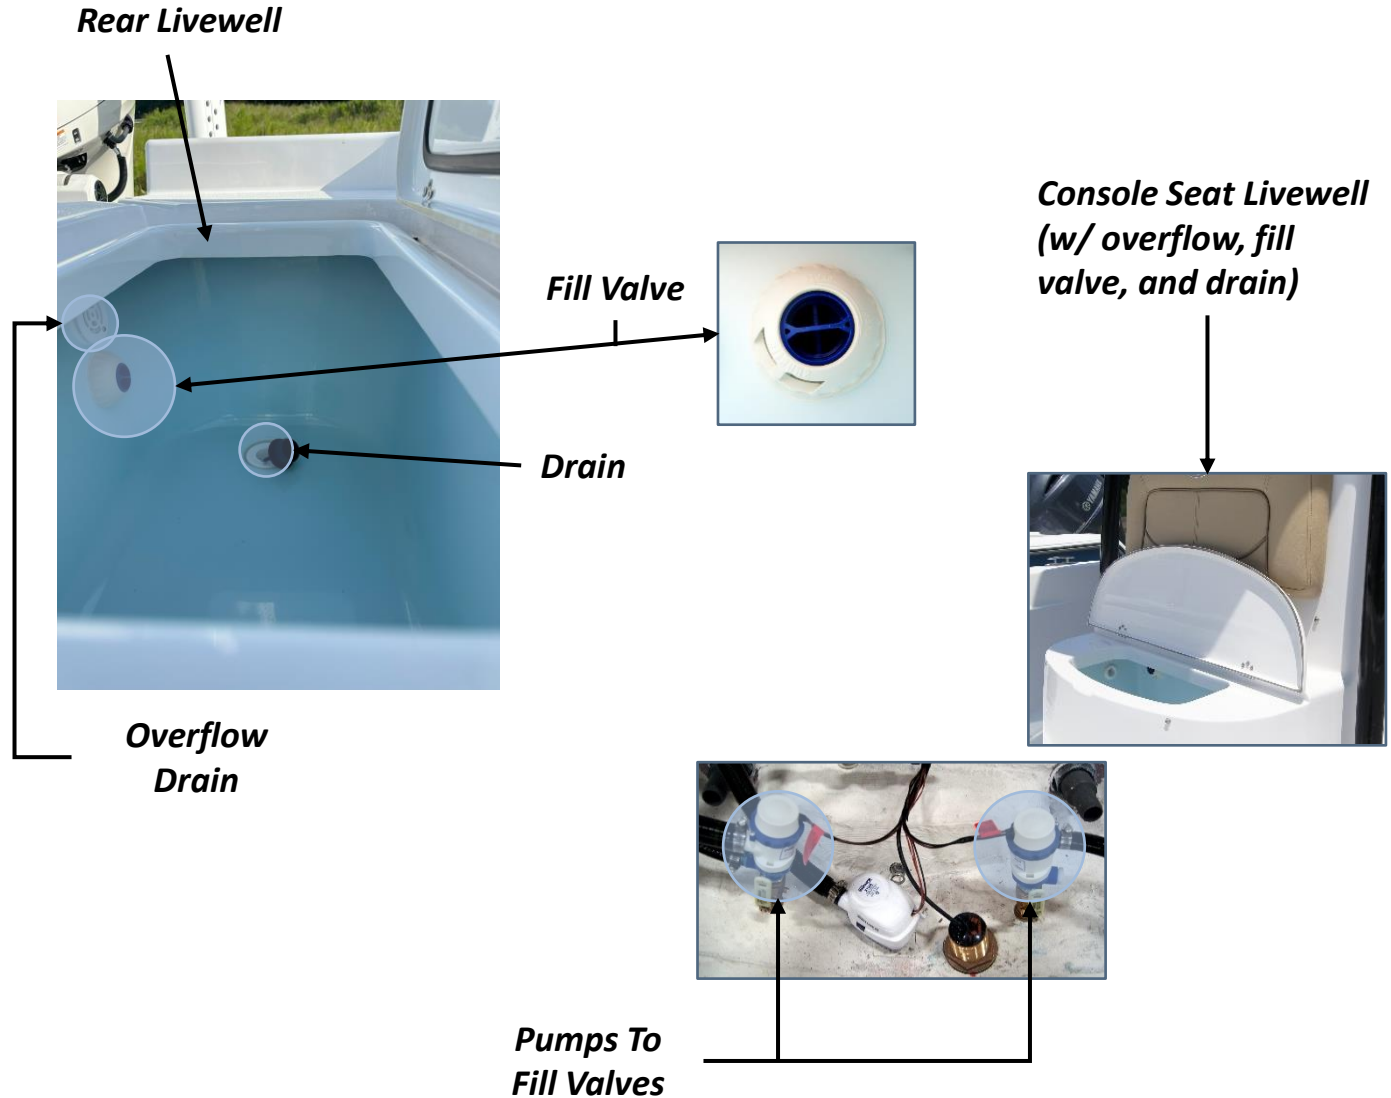 Rear Livewell
Console Seat Livewell
(w/ overflow, fill
valve, and drain)
Fill Valve
Drain
YAMAHA
Overflow
Drain
Pumps To
Fill Valves